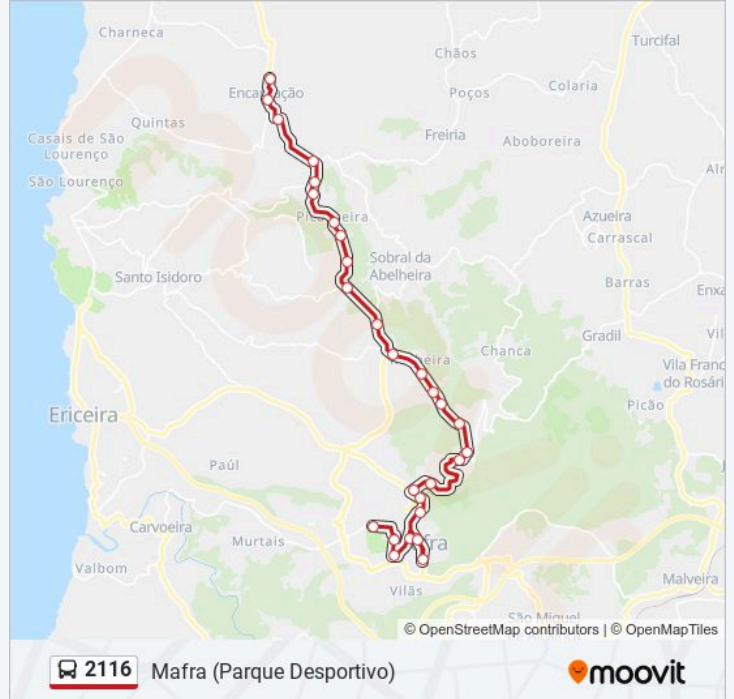 Charneca
Turcifal
Chãos
Colaria
Poços
Quintas
Freiria
Aboboreira
Casais de São
Lourenço
São Lourenço
Azueira
Carrascal
Sobral da
Abelheira
Santo Isidoro
Barras
Gradil
Chanca
Vila Franc
do Rosári
Picão
Ericeira
Paúl
Carvoeira
Murtais
Valbom
Vilãs
Malveira
São Miguel
© OpenStreetMap contributors | © OpenMapTiles
2116 Mafra (Parque Desportivo)
moovit